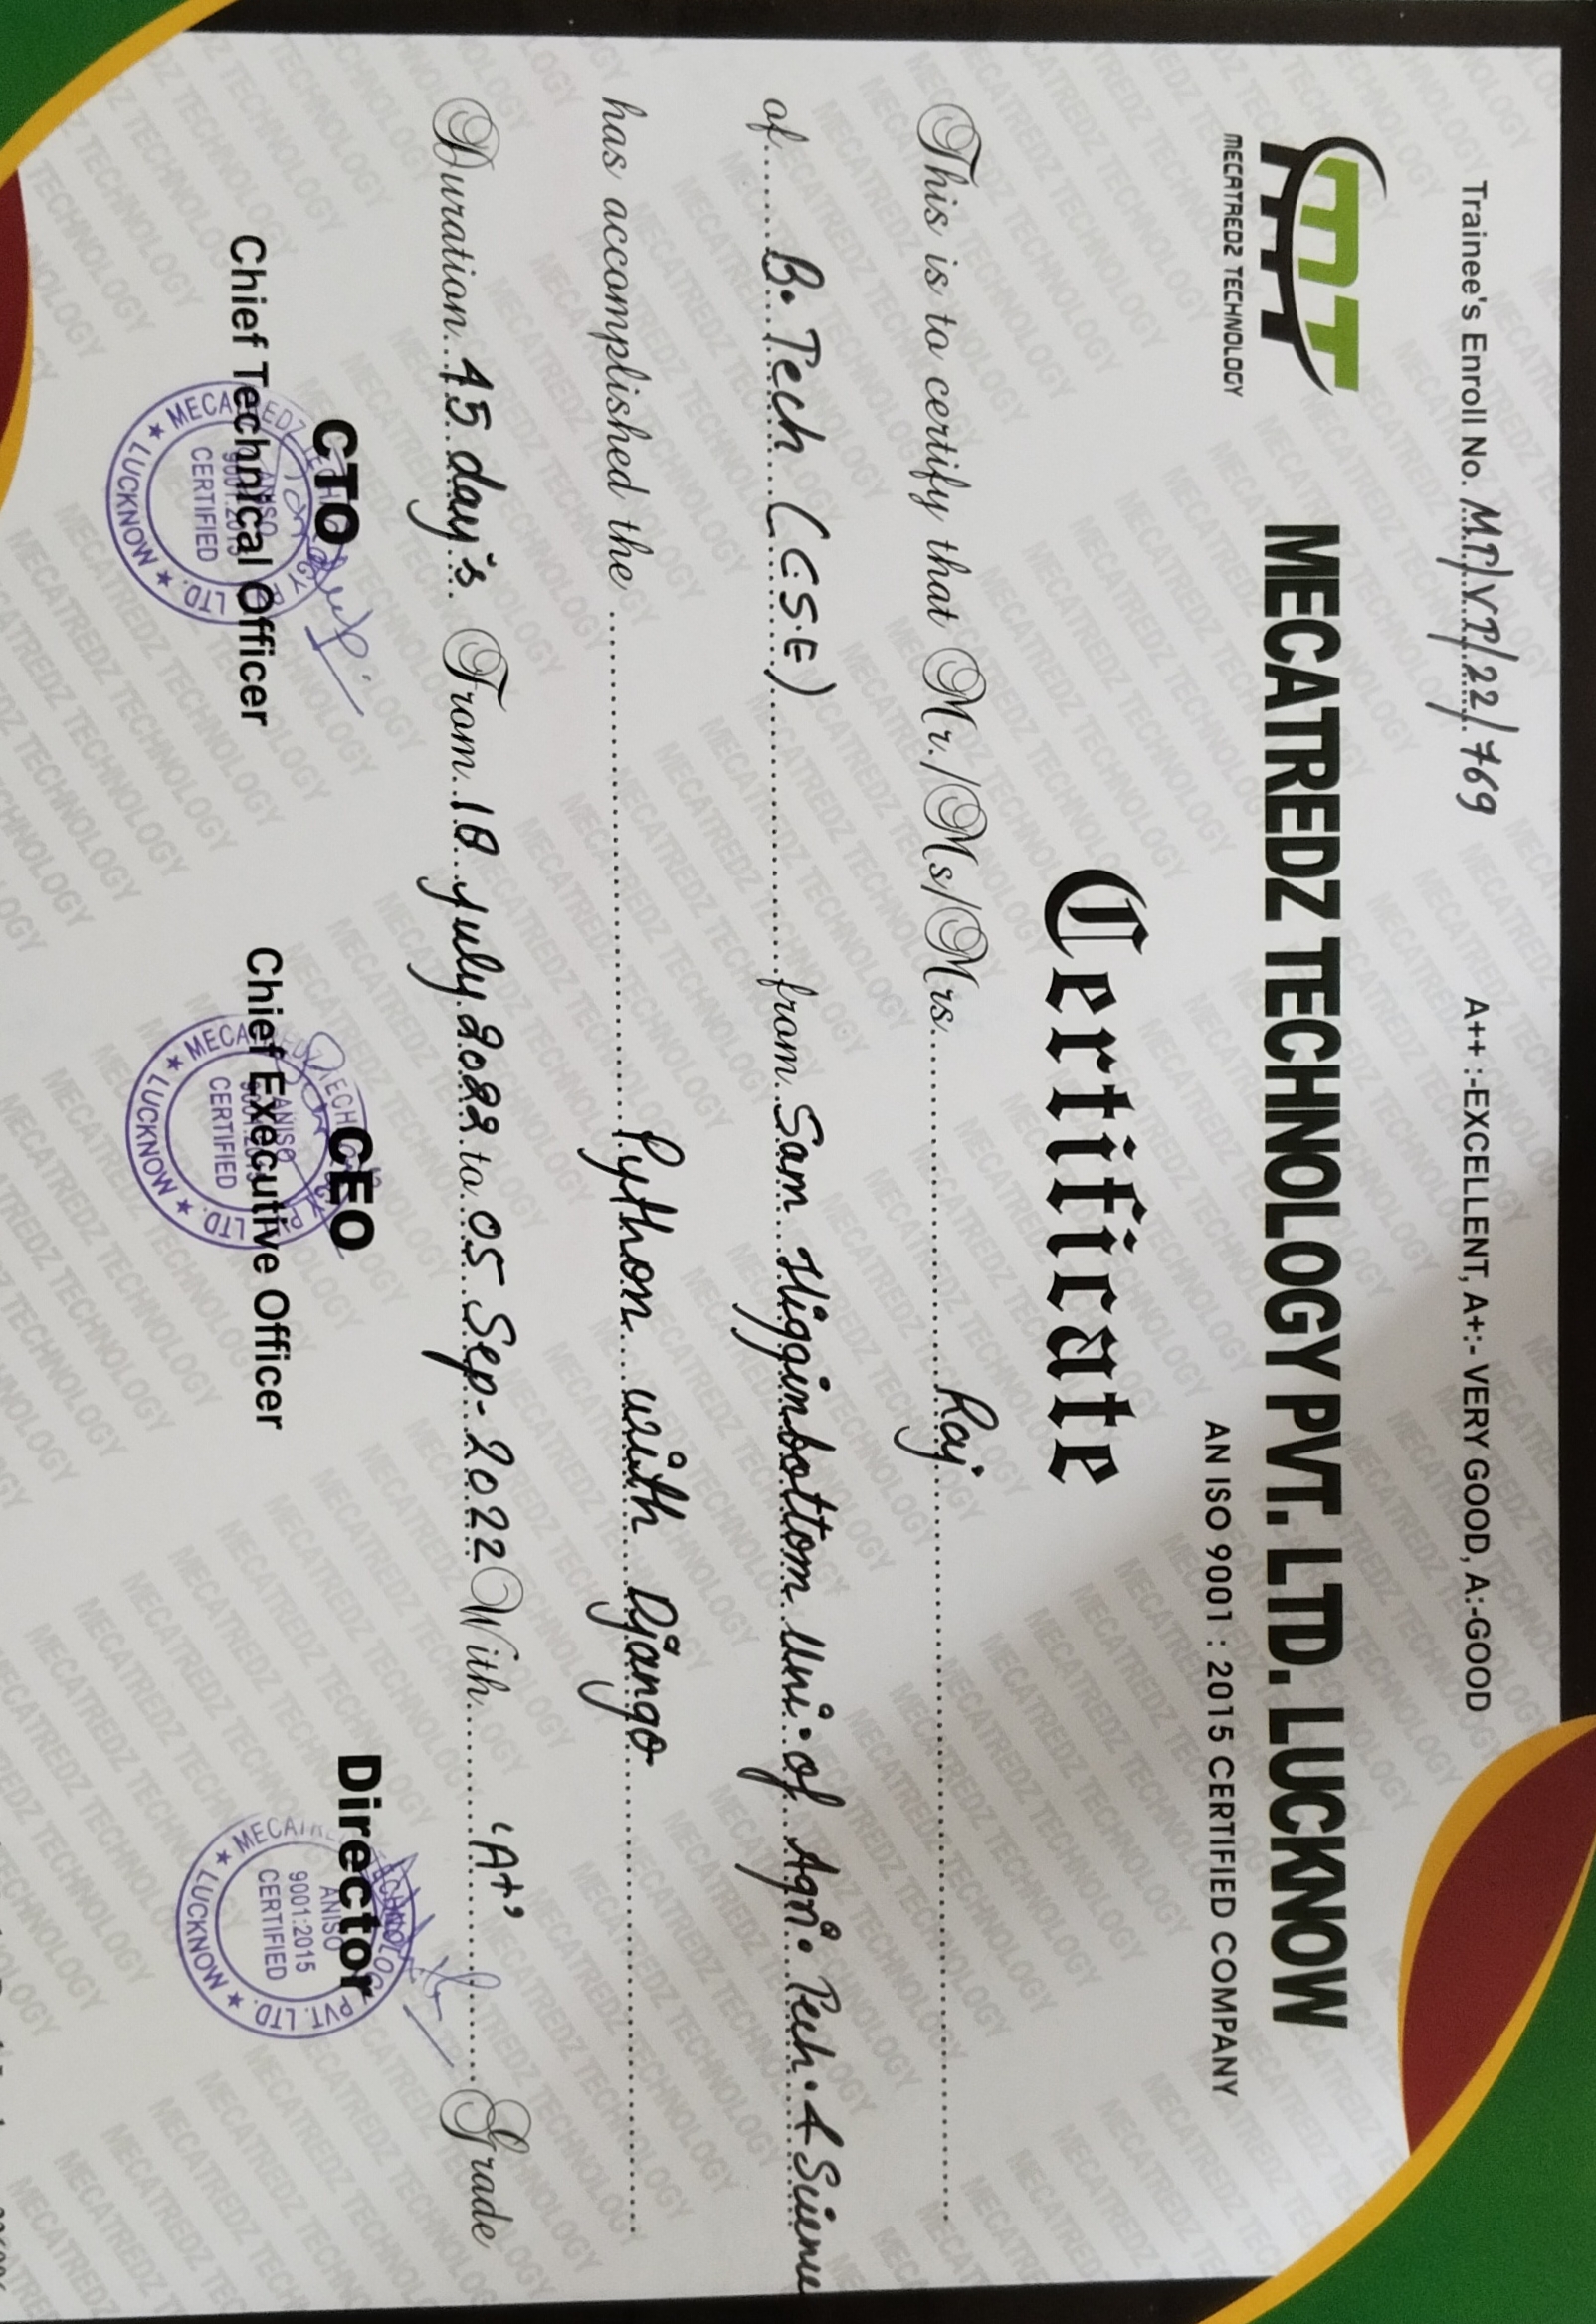 Trainee's Enroll No. MT/VT/22/769 A++ :-EXCELLENT, A+:- VERY GOOD, A:-GOOD
MECATREDZ TECHNOLOGY
MECATREDZ TECHNOLOGY PVT. LTD. LUCKNOW
AN ISO 9001 : 2015 CERTIFIED COMPANY
Certificate
This is to certify that Mr./Ms/Mrs. Raj
of B.Tech (CSE) from Sam Higginbottom Uni. of Agri. Tech. & Science
has accomplished the Python with Django
Duration 45 day's From 18 July 2022 to 05 Sep-2022 With 'A+' Grade
CTO CEO Director
Chief Technical Officer Chief Executive Officer
MECATREDZ TECHNOLOGY PVT. LTD. ★ LUCKNOW ★
AN ISO
9001:2015
CERTIFIED